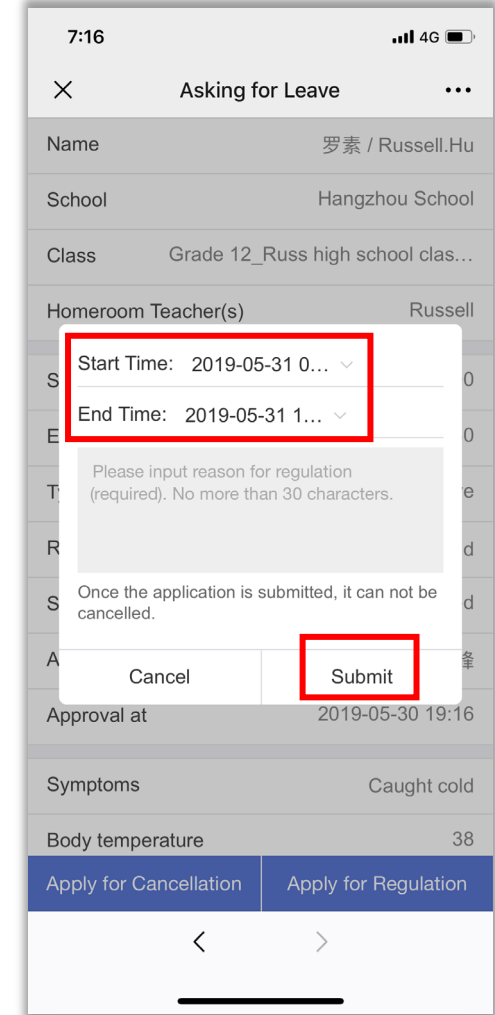 7:16 4G
Asking for Leave
Name 罗素 / Russell.Hu
School Hangzhou School
Class Grade 12_Russ high school clas...
Homeroom Teacher(s) Russell
Start Time: 2019-05-31 0...
S 0
End Time: 2019-05-31 1...
E 0
Please input reason for regulation
(required). No more than 30 characters.
T e
R d
Once the application is submitted, it can not be
cancelled.
S d
A
Cancel Submit
Approval at 2019-05-30 19:16
Symptoms Caught cold
Body temperature 38
Apply for Cancellation Apply for Regulation